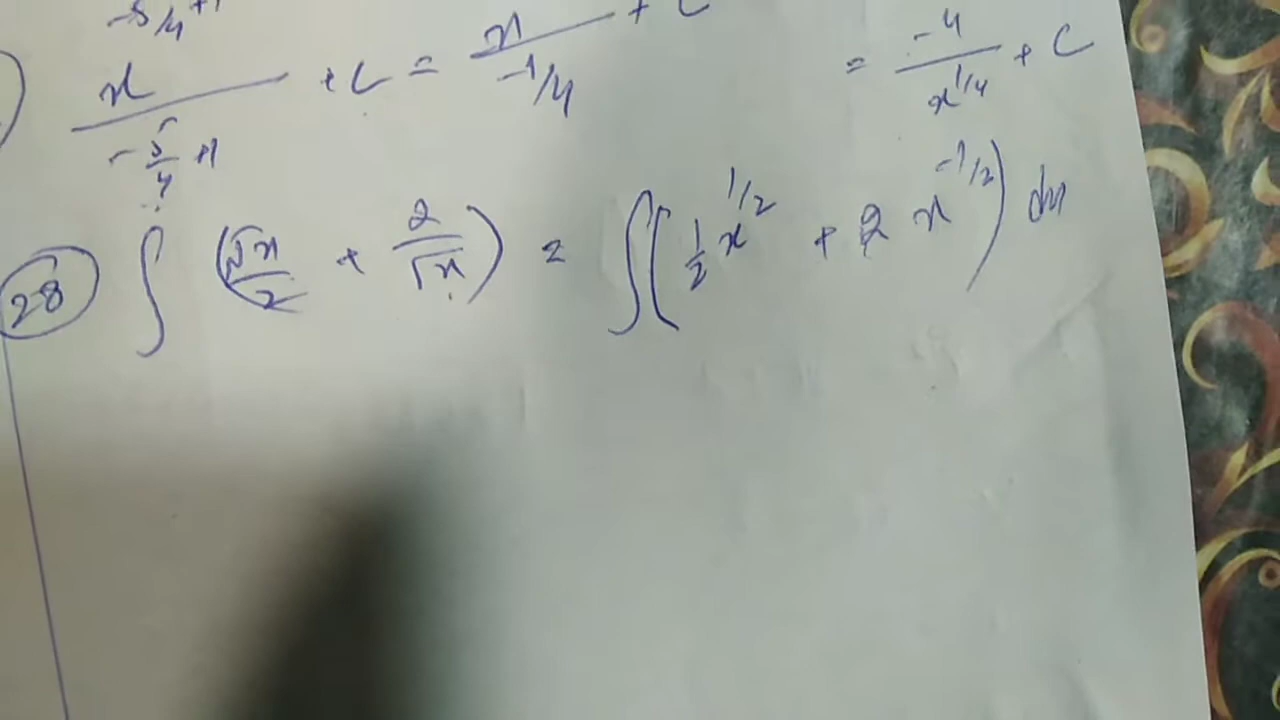 x^{-5/4+1} / (-5/4+1) + C = x / (-1/4) + C = -4 / x^{1/4} + C
28 ∫ (√x/2 + 2/√x) = ∫ (1/2 x^{1/2} + 2 x^{-1/2}) dx